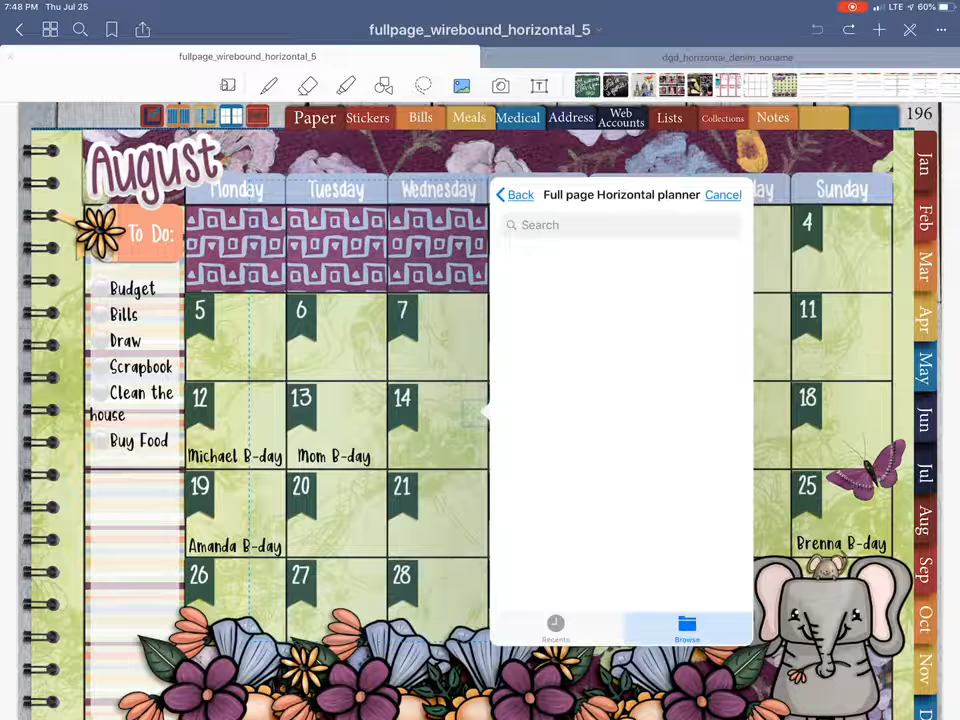 7:48 PM Thu Jul 25
LTE 60%
fullpage_wirebound_horizontal_5
fullpage_wirebound_horizontal_5
dgd_horizontal_denim_noname
Paper Stickers Bills Meals Medical Address Web Accounts Lists Collections Notes
196
August
Monday Tuesday Wednesday Sunday
Back Full page Horizontal planner Cancel
Search
To Do:
4
Budget
Bills
Draw
Scrapbook
Clean the
house
Buy Food
5 6 7 11
12 13 14 18
Michael B-day Mom B-day
19 20 21 25
Amanda B-day Brenna B-day
26 27 28
Recents Browse
Jan
Feb
Mar
Apr
May
Jun
Jul
Aug
Sep
Oct
Nov